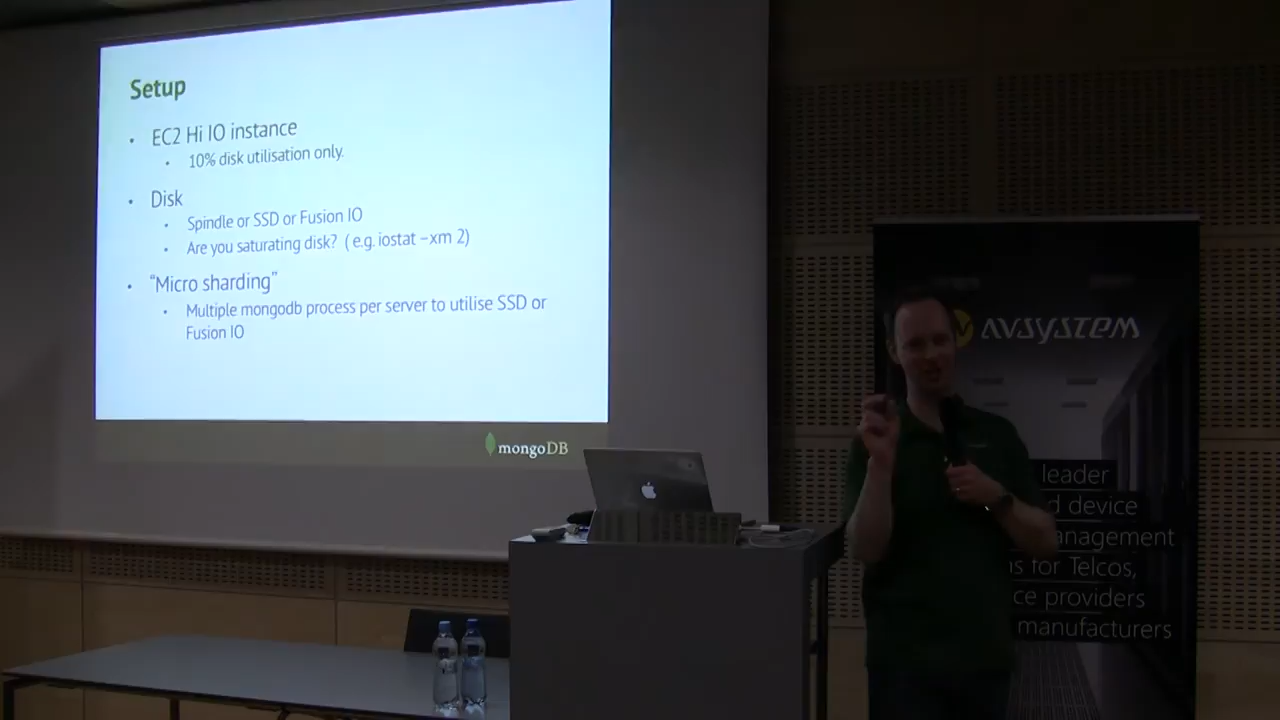 Setup
• EC2 Hi IO instance
• 10% disk utilisation only.
• Disk
• Spindle or SSD or Fusion IO
• Are you saturating disk? ( e.g. iostat –xm 2)
• “Micro sharding”
• Multiple mongodb process per server to utilise SSD or
Fusion IO
mongoDB
AVSYSTEM
leader
d device
anagement
ns for Telcos,
ce providers
manufacturers